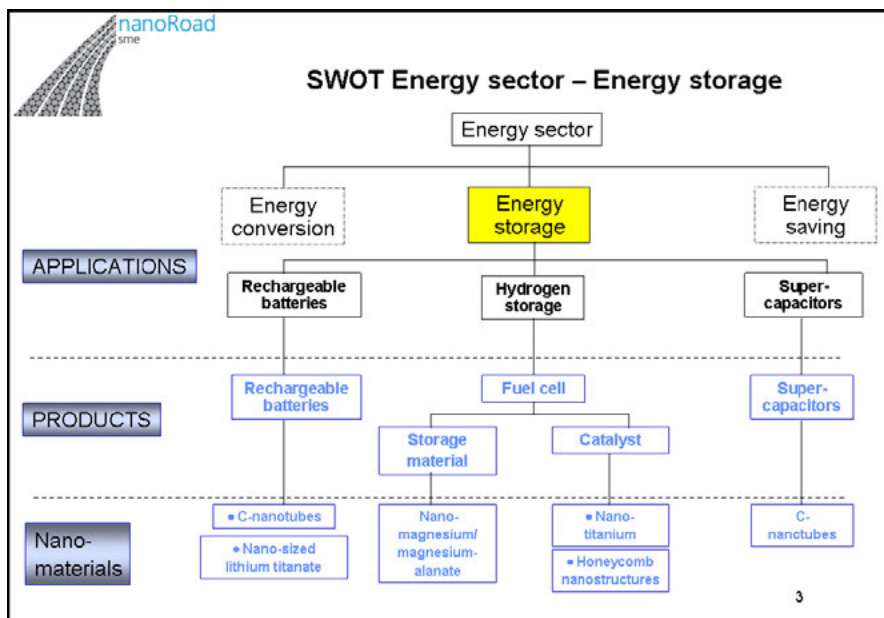 nanoRoad
sme
SWOT Energy sector – Energy storage
Energy sector
Energy
conversion
Energy
storage
Energy
saving
APPLICATIONS
Rechargeable
batteries
Hydrogen
storage
Super-
capacitors
PRODUCTS
Rechargeable
batteries
Fuel cell
Super-
capacitors
Storage
material
Catalyst
Nano-
materials
• C-nanotubes
• Nano-sized
lithium titanate
Nano-
magnesium/
magnesium-
alanate
• Nano-
titanium
• Honeycomb
nanostructures
C-
nanctubes
3